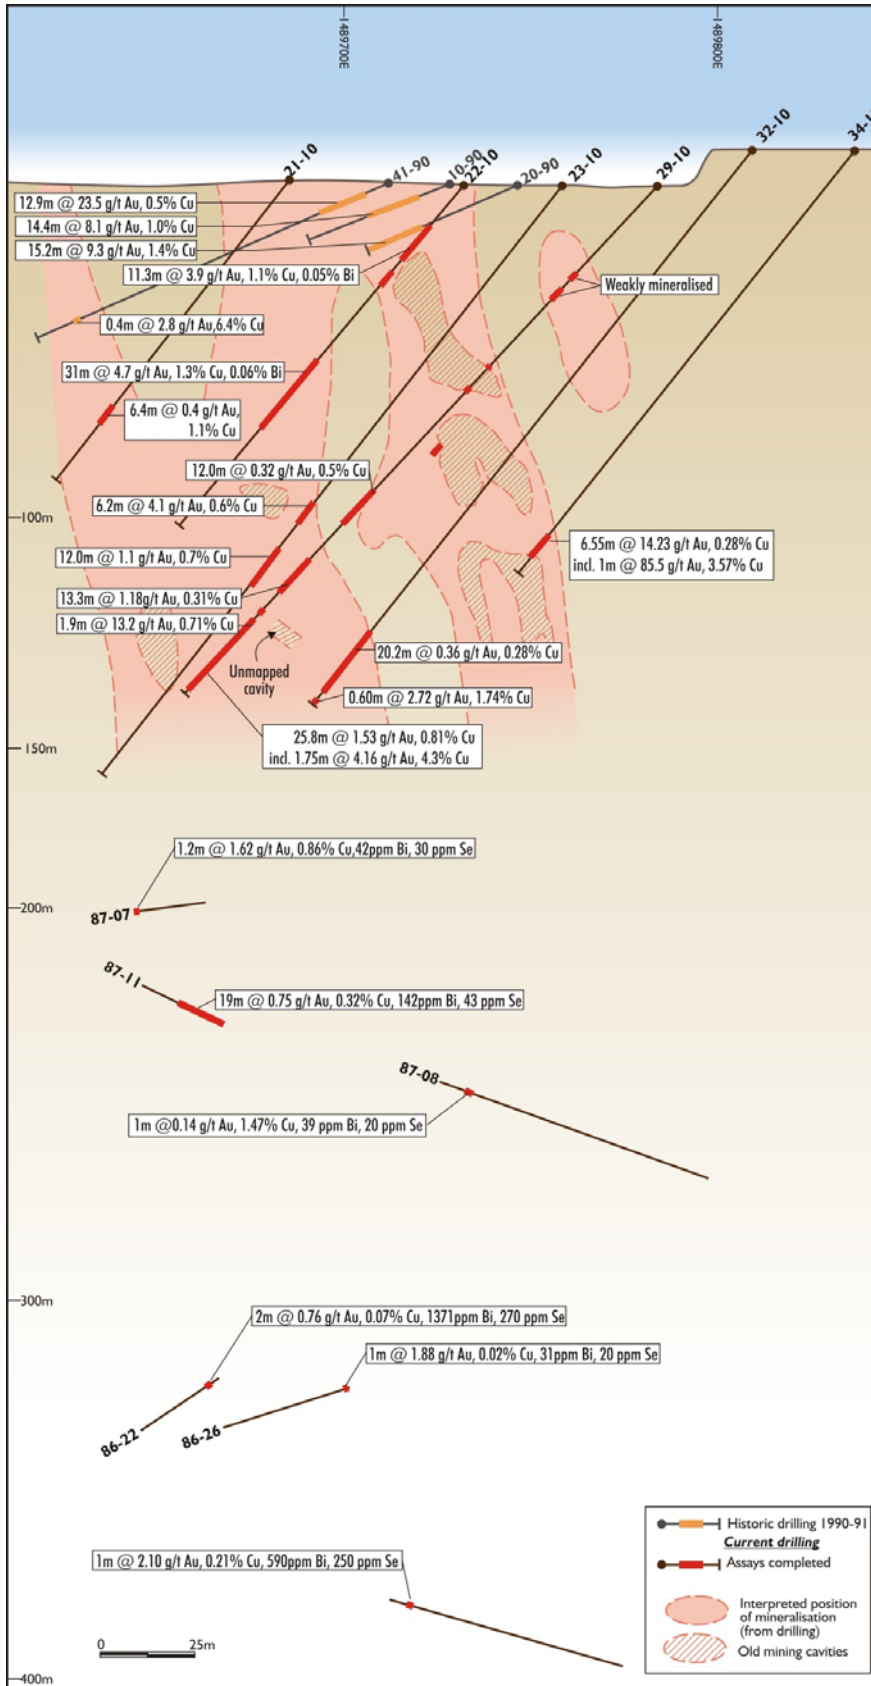 1489700E
1489800E
21-10
41-90
10-90
22-10
20-90
23-10
29-10
32-10
34-1
12.9m @ 23.5 g/t Au, 0.5% Cu
14.4m @ 8.1 g/t Au, 1.0% Cu
15.2m @ 9.3 g/t Au, 1.4% Cu
11.3m @ 3.9 g/t Au, 1.1% Cu, 0.05% Bi
Weakly mineralised
0.4m @ 2.8 g/t Au,6.4% Cu
31m @ 4.7 g/t Au, 1.3% Cu, 0.06% Bi
6.4m @ 0.4 g/t Au,
1.1% Cu
12.0m @ 0.32 g/t Au, 0.5% Cu
6.2m @ 4.1 g/t Au, 0.6% Cu
100m
6.55m @ 14.23 g/t Au, 0.28% Cu
incl. 1m @ 85.5 g/t Au, 3.57% Cu
12.0m @ 1.1 g/t Au, 0.7% Cu
13.3m @ 1.18g/t Au, 0.31% Cu
1.9m @ 13.2 g/t Au, 0.71% Cu
Unmapped
cavity
20.2m @ 0.36 g/t Au, 0.28% Cu
0.60m @ 2.72 g/t Au, 1.74% Cu
25.8m @ 1.53 g/t Au, 0.81% Cu
incl. 1.75m @ 4.16 g/t Au, 4.3% Cu
150m
1.2m @ 1.62 g/t Au, 0.86% Cu,42ppm Bi, 30 ppm Se
200m
87-07
87-11
19m @ 0.75 g/t Au, 0.32% Cu, 142ppm Bi, 43 ppm Se
87-08
1m @0.14 g/t Au, 1.47% Cu, 39 ppm Bi, 20 ppm Se
300m
2m @ 0.76 g/t Au, 0.07% Cu, 1371ppm Bi, 270 ppm Se
1m @ 1.88 g/t Au, 0.02% Cu, 31ppm Bi, 20 ppm Se
86-22
86-26
1m @ 2.10 g/t Au, 0.21% Cu, 590ppm Bi, 250 ppm Se
0
25m
400m
Historic drilling 1990-91
Current drilling
Assays completed
Interpreted position
of mineralisation
(from drilling)
Old mining cavities